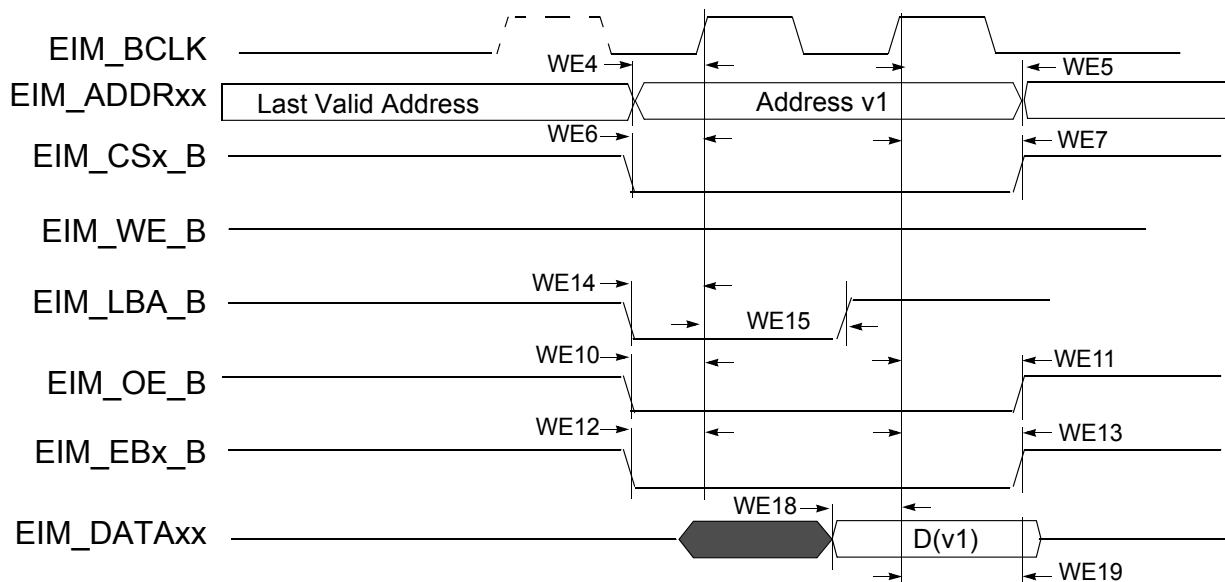 EIM_BCLK
WE4
WE5
EIM_ADDRxx
Last Valid Address
Address v1
WE6
WE7
EIM_CSx_B
EIM_WE_B
WE14
EIM_LBA_B
WE15
WE10
WE11
EIM_OE_B
WE12
WE13
EIM_EBx_B
WE18
EIM_DATAxx
D(v1)
WE19